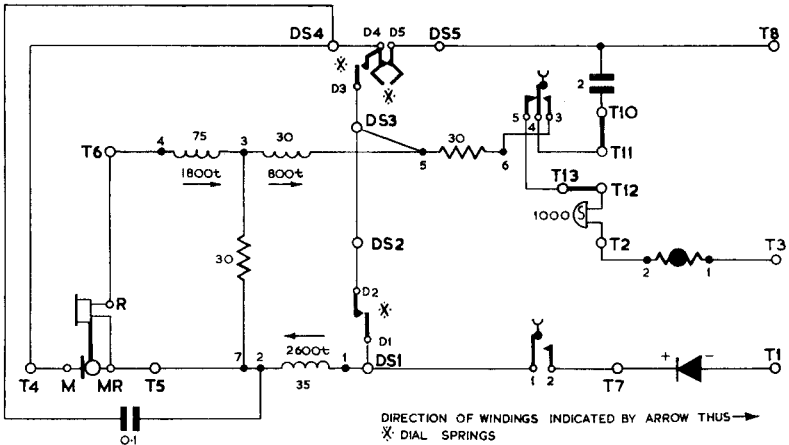 DS4 D4 D5 DS5 T8
D3
2
5 4 3
T10
DS3
4 75 3 30 30
T6 5 6 T11
1800t 800t
T13 T12
1000 S
30 DS2 T2 T3
2 1
D2
R
D1
7 2 2600t 1 DS1 + -
T4 M MR T5 35 1 2 T7 T1
0·1
DIRECTION OF WINDINGS INDICATED BY ARROW THUS
DIAL SPRINGS